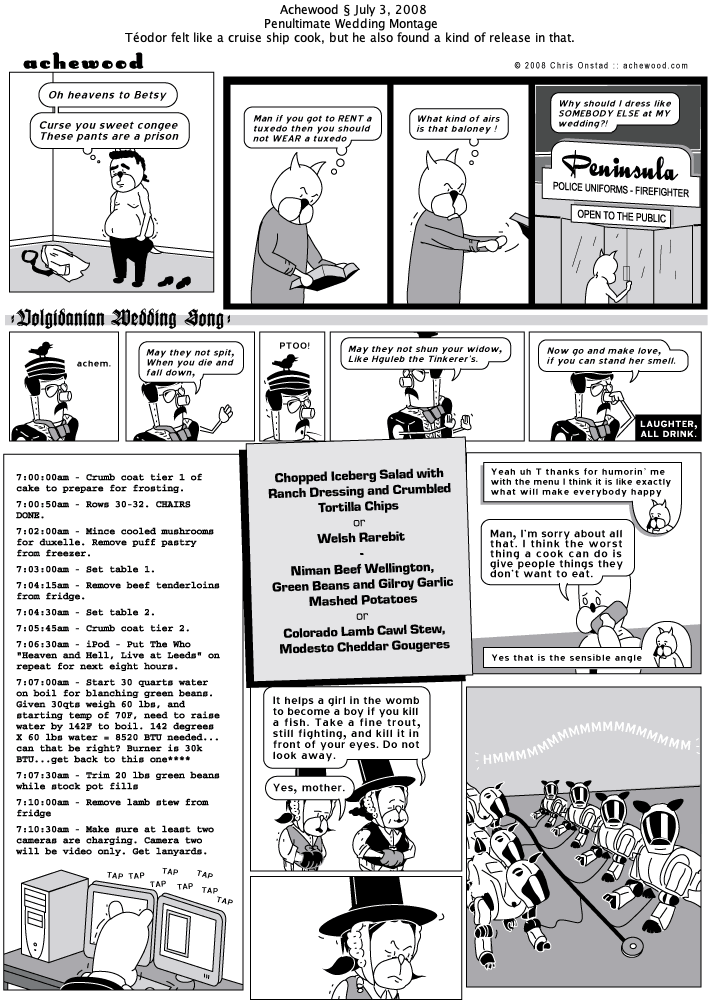 Achewood § July 3, 2008
Penultimate Wedding Montage
Téodor felt like a cruise ship cook, but he also found a kind of release in that.
achewood
© 2008 Chris Onstad :: achewood.com
Oh heavens to Betsy
Curse you sweet congee
These pants are a prison
Man if you got to RENT a
tuxedo then you should
not WEAR a tuxedo
What kind of airs
is that baloney !
Why should I dress like
SOMEBODY ELSE at MY
wedding?!
Peninsula
POLICE UNIFORMS - FIREFIGHTER
OPEN TO THE PUBLIC
Volgidanian Wedding Song
achem.
May they not spit,
When you die and
fall down,
PTOO!
May they not shun your widow,
Like Hguleb the Tinkerer's.
Now go and make love,
if you can stand her smell.
LAUGHTER,
ALL DRINK.
7:00:00am - Crumb coat tier 1 of
cake to prepare for frosting.
7:00:50am - Rows 30-32. CHAIRS
DONE.
7:02:00am - Mince cooled mushrooms
for duxelle. Remove puff pastry
from freezer.
7:03:00am - Set table 1.
7:04:15am - Remove beef tenderloins
from fridge.
7:04:30am - Set table 2.
7:05:45am - Crumb coat tier 2.
7:06:30am - iPod - Put The Who
"Heaven and Hell, Live at Leeds" on
repeat for next eight hours.
7:07:00am - Start 30 quarts water
on boil for blanching green beans.
Given 30qts weigh 60 lbs, and
starting temp of 70F, need to raise
water by 142F to boil. 142 degrees
X 60 lbs water = 8520 BTU needed...
can that be right? Burner is 30k
BTU...get back to this one****
7:07:30am - Trim 20 lbs green beans
while stock pot fills
7:10:00am - Remove lamb stew from
fridge
7:10:30am - Make sure at least two
cameras are charging. Camera two
will be video only. Get lanyards.
TAP TAP TAP TAP TAP TAP
Chopped Iceberg Salad with
Ranch Dressing and Crumbled
Tortilla Chips
or
Welsh Rarebit
-
Niman Beef Wellington,
Green Beans and Gilroy Garlic
Mashed Potatoes
or
Colorado Lamb Cawl Stew,
Modesto Cheddar Gougeres
Yeah uh T thanks for humorin' me
with the menu I think it is like exactly
what will make everybody happy
Man, I'm sorry about all
that. I think the worst
thing a cook can do is
give people things they
don't want to eat.
Yes that is the sensible angle
It helps a girl in the womb
to become a boy if you kill
a fish. Take a fine trout,
still fighting, and kill it in
front of your eyes. Do not
look away.
Yes, mother.
HMMMMMMMMMMMMMMMMMM